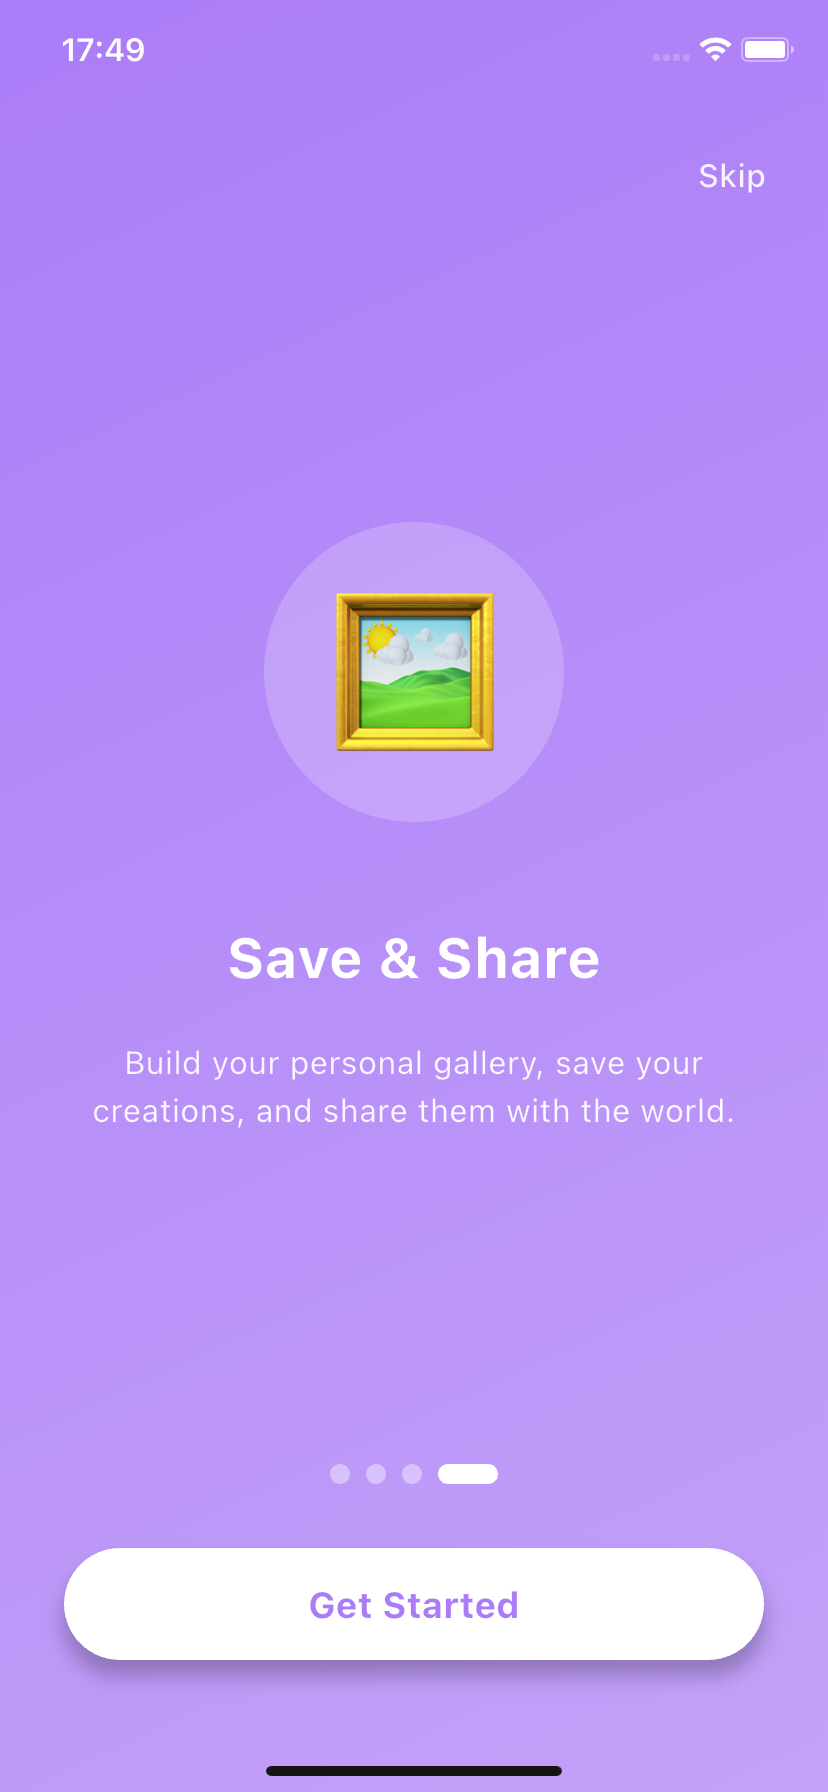 17:49
Skip
Save & Share
Build your personal gallery, save your
creations, and share them with the world.
Get Started